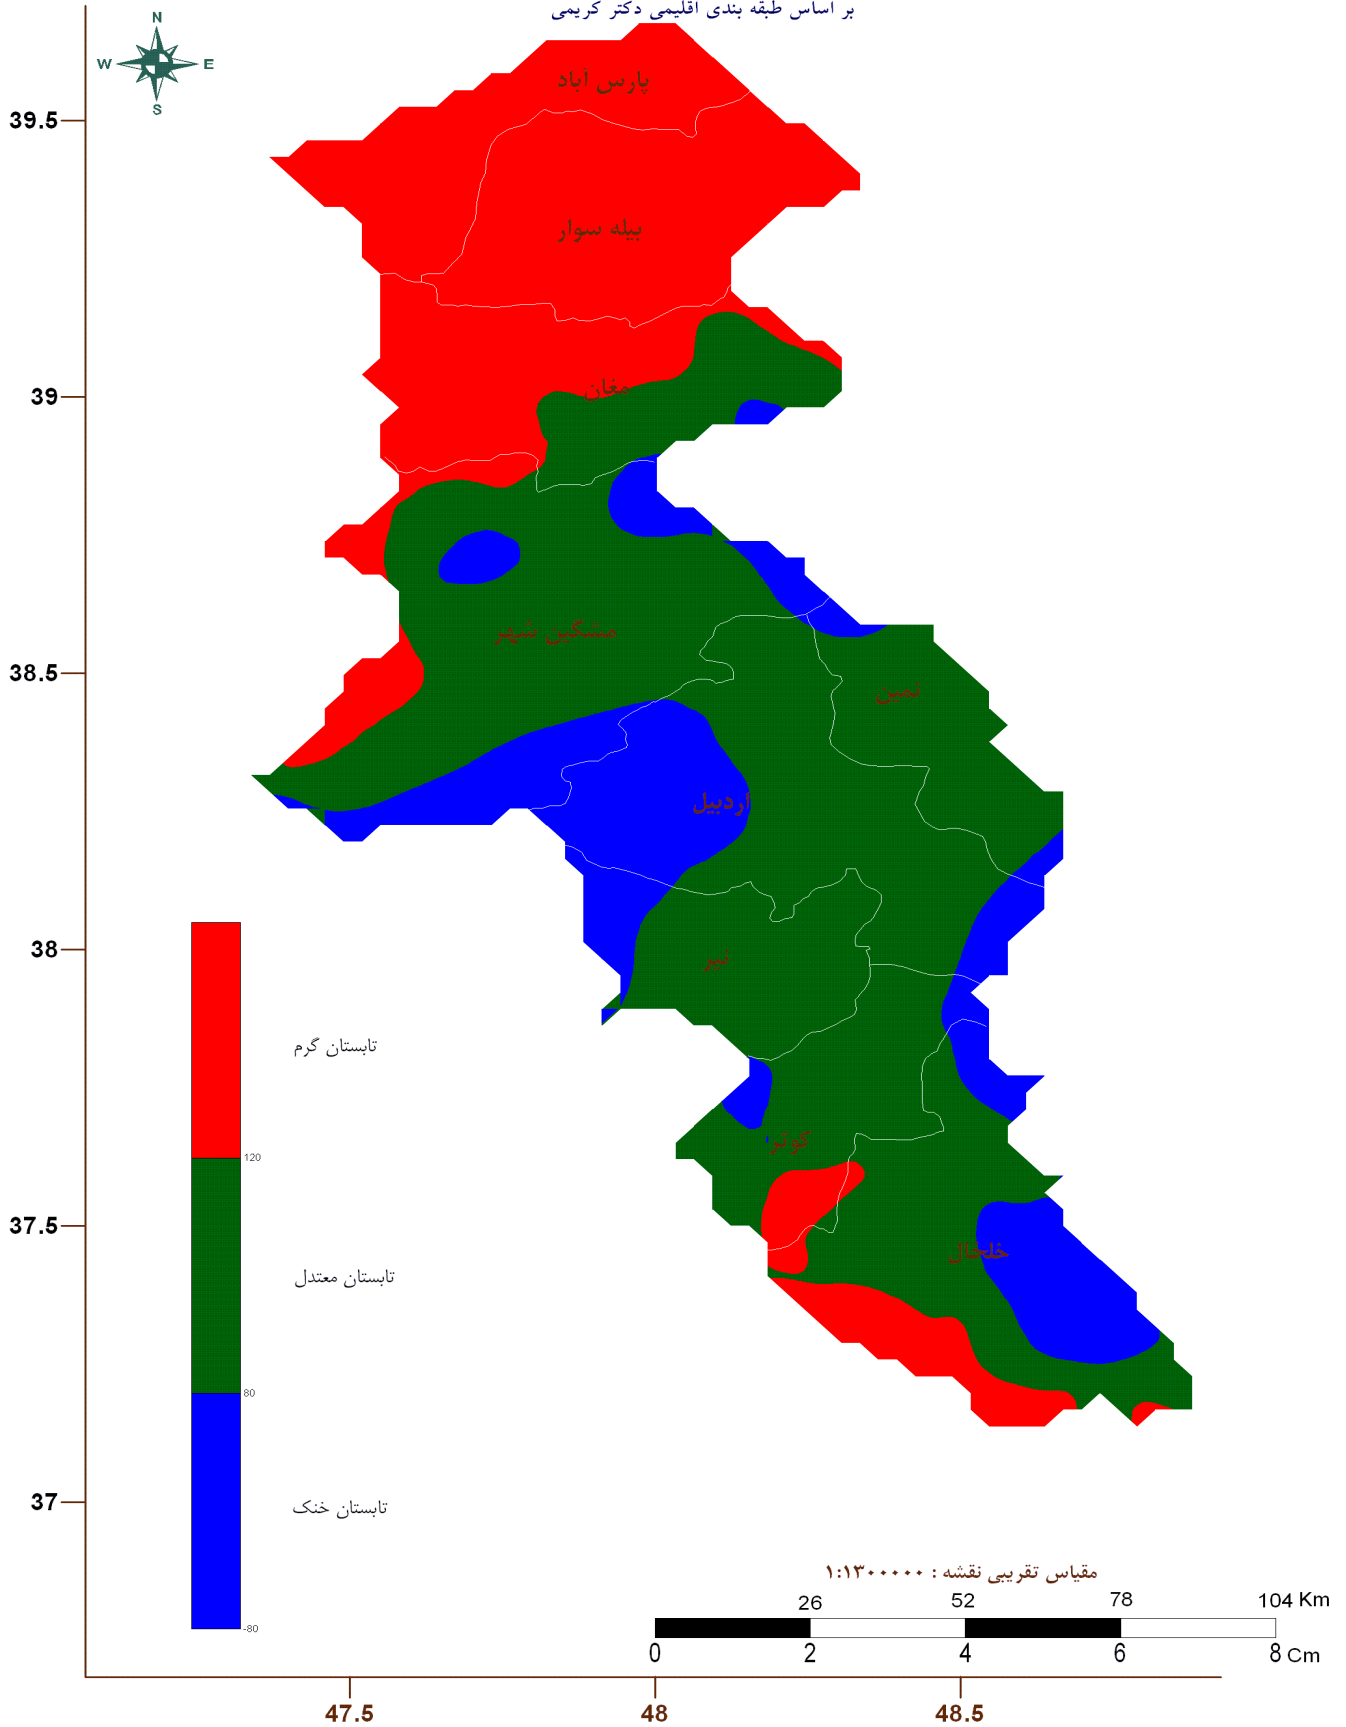 بر اساس طبقه بندی اقلیمی دکتر کریمی
N
W E
S
39.5
39
38.5
38
37.5
37
پارس آباد
بیله سوار
مغان
مشگین شهر
نمین
اردبیل
نیر
کوثر
خلخال
تابستان گرم
120
تابستان معتدل
80
تابستان خنک
-80
مقیاس تقریبی نقشه : ۱:۱۳۰۰۰۰۰
26 52 78 104 Km
0 2 4 6 8 Cm
47.5 48 48.5